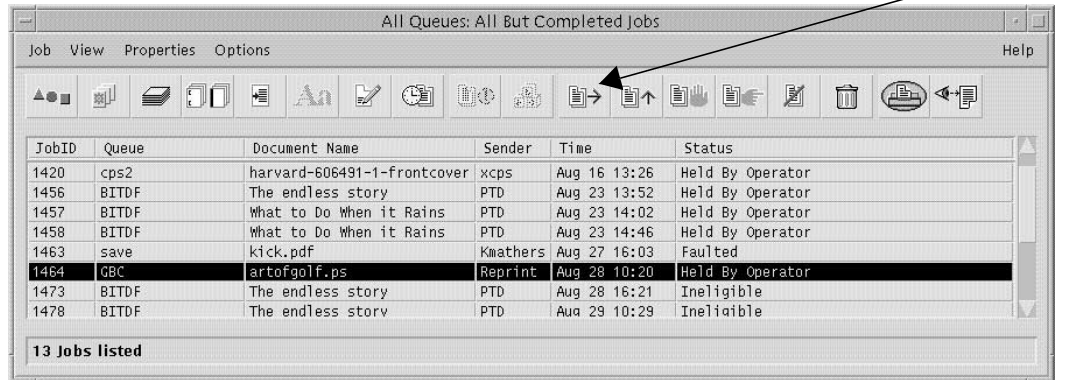 All Queues: All But Completed Jobs
Job View Properties Options Help
Aa
JobID Queue Document Name Sender Time Status
1420 cps2 harvard-606491-1-frontcover xcps Aug 16 13:26 Held By Operator
1456 BITDF The endless story PTD Aug 23 13:52 Held By Operator
1457 BITDF What to Do When it Rains PTD Aug 23 14:02 Held By Operator
1458 BITDF What to Do When it Rains PTD Aug 23 14:46 Held By Operator
1463 save kick.pdf Kmathers Aug 27 16:03 Faulted
1464 GBC artofgolf.ps Reprint Aug 28 10:20 Held By Operator
1473 BITDF The endless story PTD Aug 28 16:21 Ineligible
1478 BITDF The endless story PTD Aug 29 10:29 Ineligible
13 Jobs listed